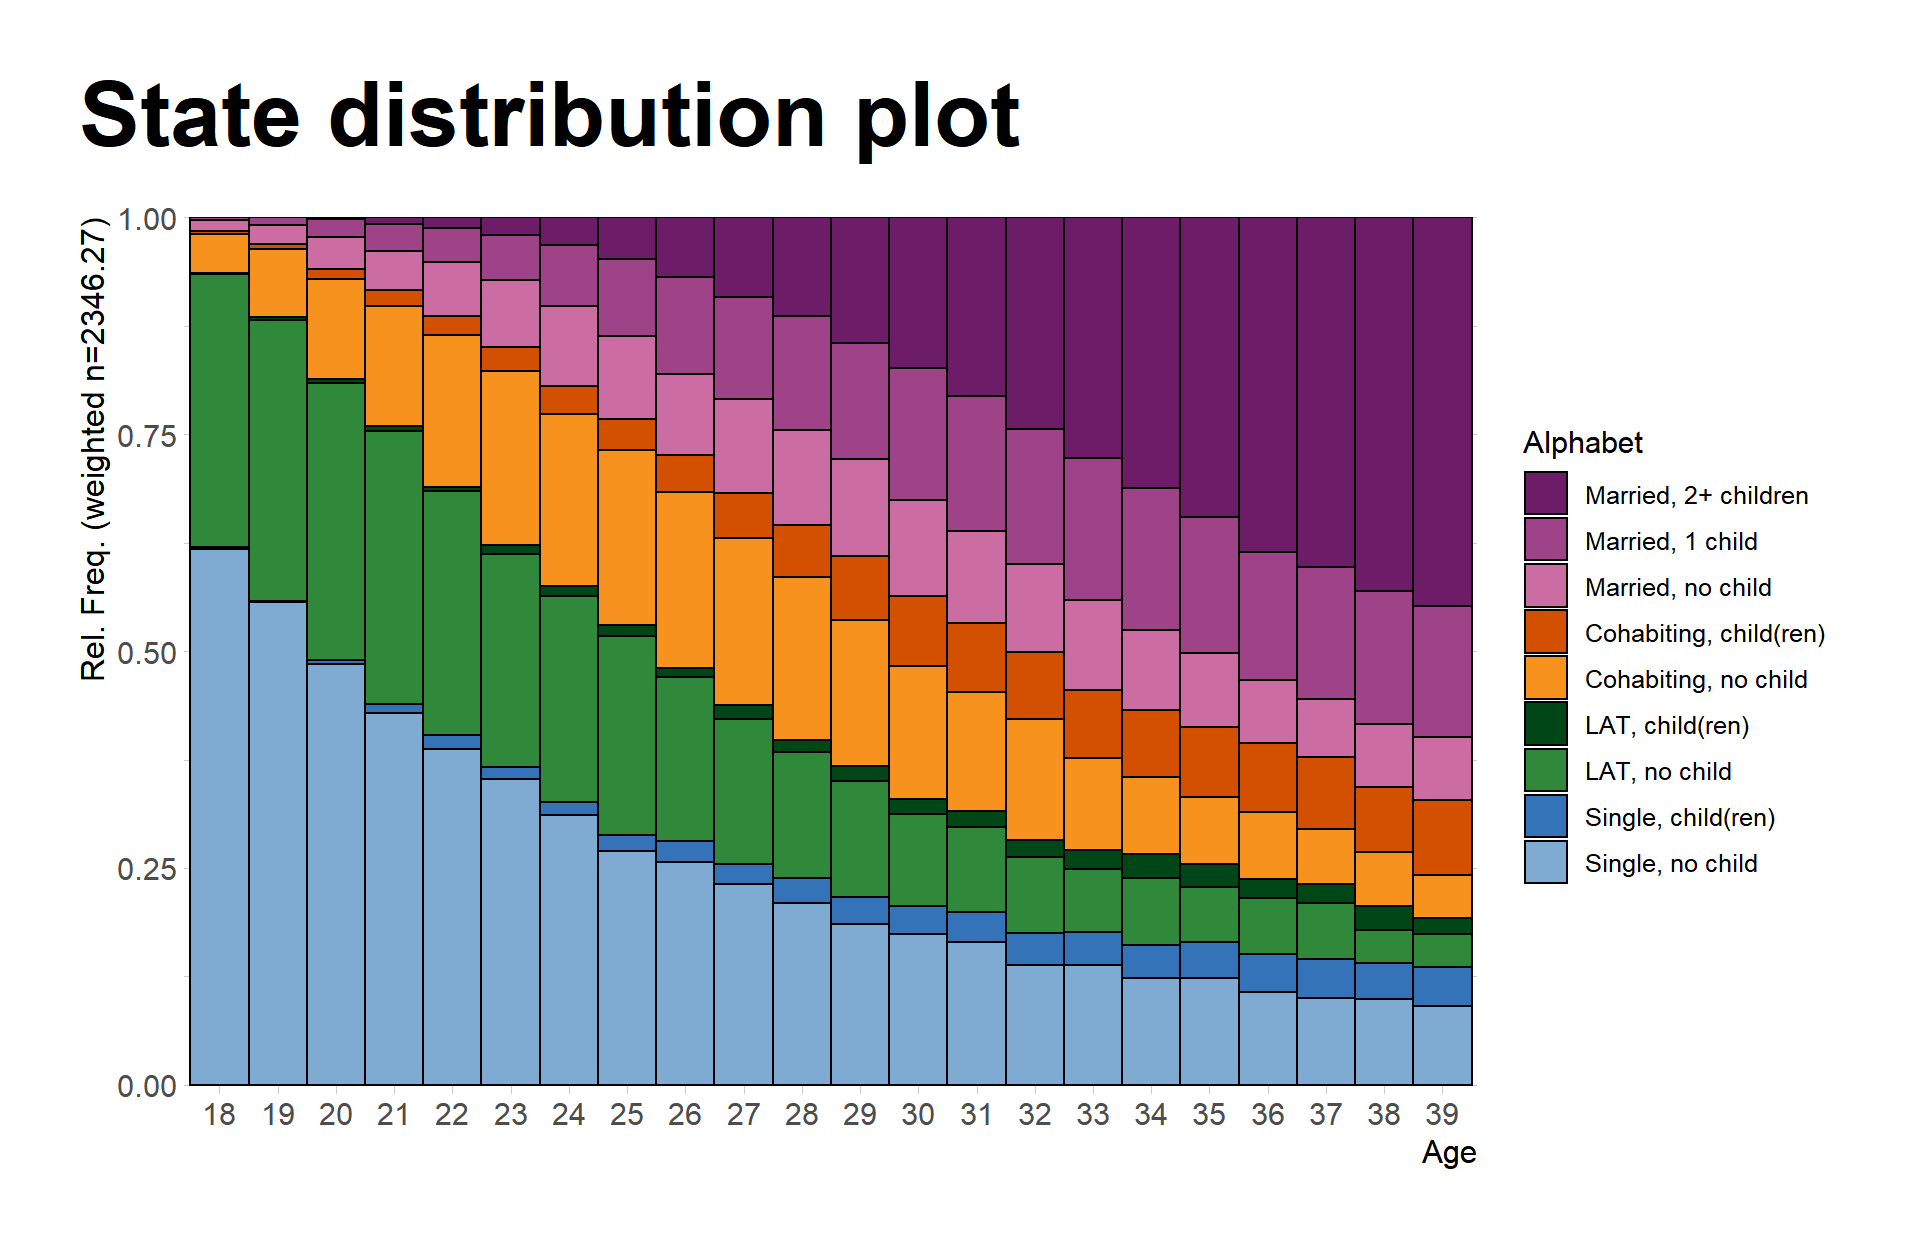 State distribution plot
Rel. Freq. (weighted n=2346.27)
1.00
0.75
0.50
0.25
0.00
18 19 20 21 22 23 24 25 26 27 28 29 30 31 32 33 34 35 36 37 38 39
Age
Alphabet
Married, 2+ children
Married, 1 child
Married, no child
Cohabiting, child(ren)
Cohabiting, no child
LAT, child(ren)
LAT, no child
Single, child(ren)
Single, no child